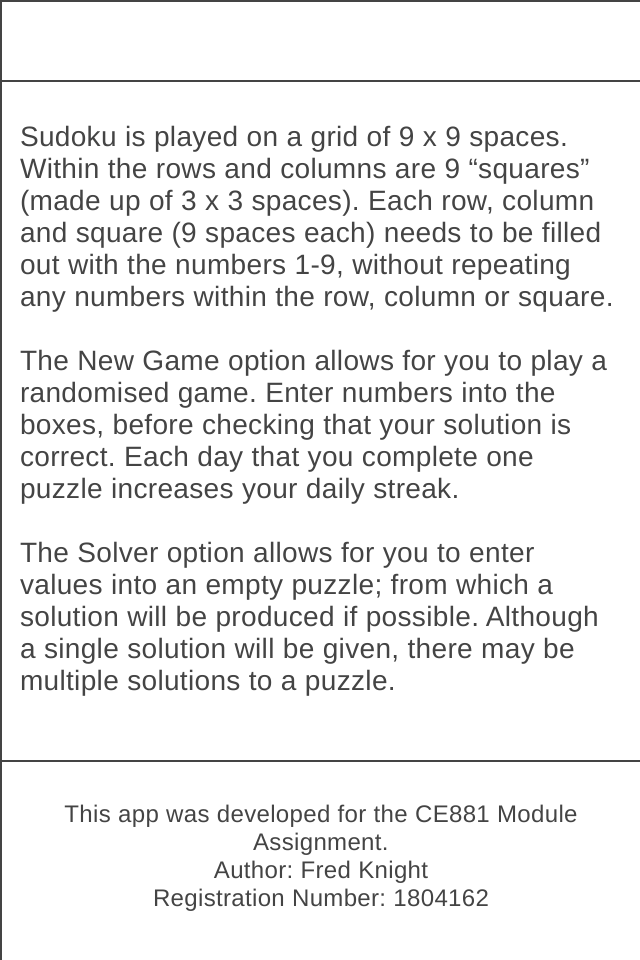 Sudoku is played on a grid of 9 x 9 spaces.
Within the rows and columns are 9 “squares”
(made up of 3 x 3 spaces). Each row, column
and square (9 spaces each) needs to be filled
out with the numbers 1-9, without repeating
any numbers within the row, column or square.
The New Game option allows for you to play a
randomised game. Enter numbers into the
boxes, before checking that your solution is
correct. Each day that you complete one
puzzle increases your daily streak.
The Solver option allows for you to enter
values into an empty puzzle; from which a
solution will be produced if possible. Although
a single solution will be given, there may be
multiple solutions to a puzzle.
This app was developed for the CE881 Module
Assignment.
Author: Fred Knight
Registration Number: 1804162